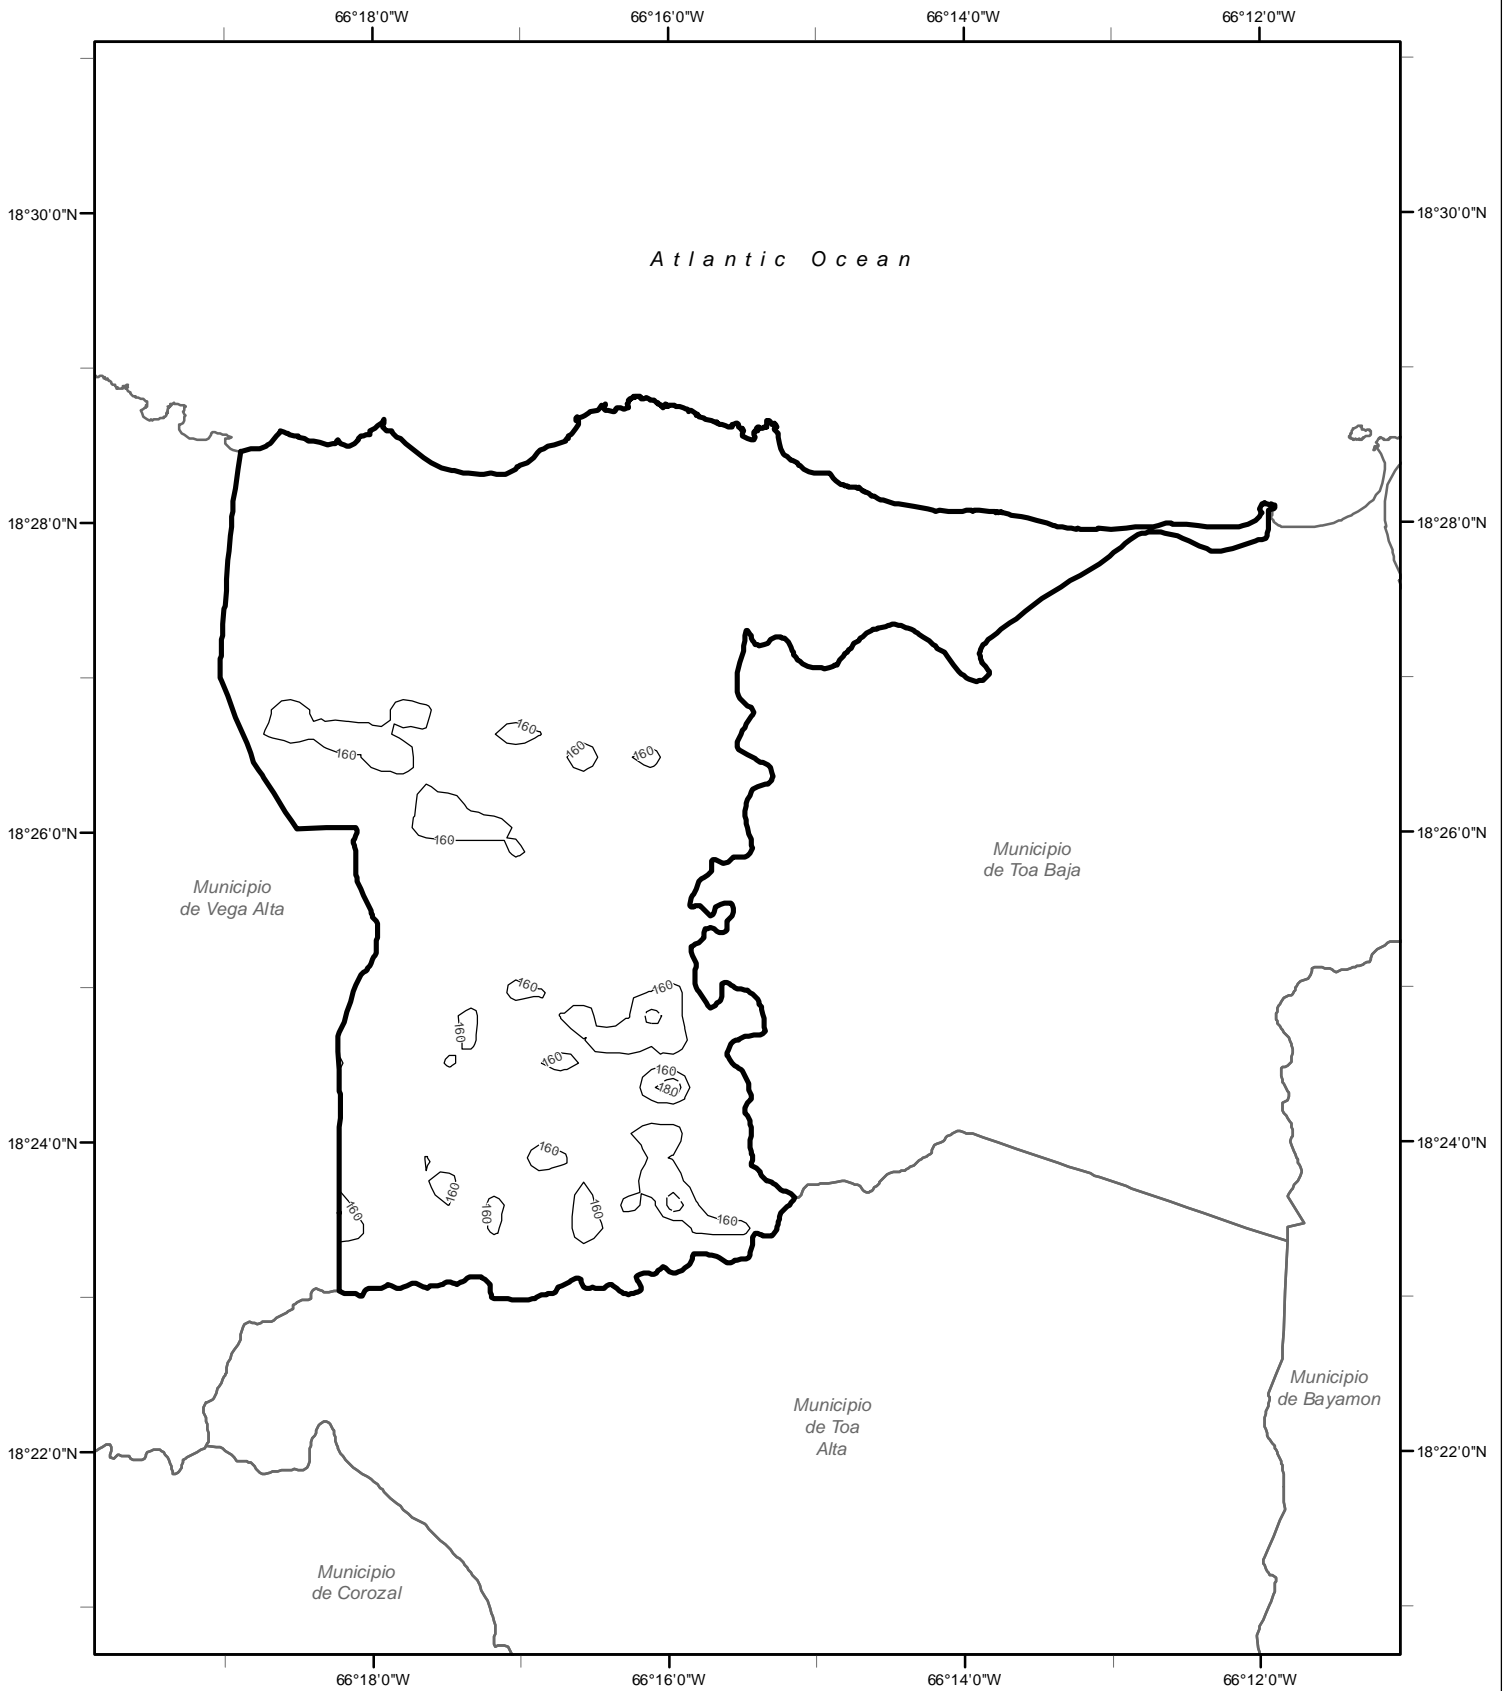 66°18'0"W 66°16'0"W 66°14'0"W 66°12'0"W
18°30'0"N 18°30'0"N
Atlantic Ocean
18°28'0"N 18°28'0"N
160
160
160
160
160
18°26'0"N 18°26'0"N
Municipio
de Toa Baja
Municipio
de Vega Alta
160
160
160
160
160
180
18°24'0"N 18°24'0"N
160
160
160
160
160
160
Municipio
de Bayamon
Municipio
de Toa
Alta
18°22'0"N 18°22'0"N
Municipio
de Corozal
66°18'0"W 66°16'0"W 66°14'0"W 66°12'0"W